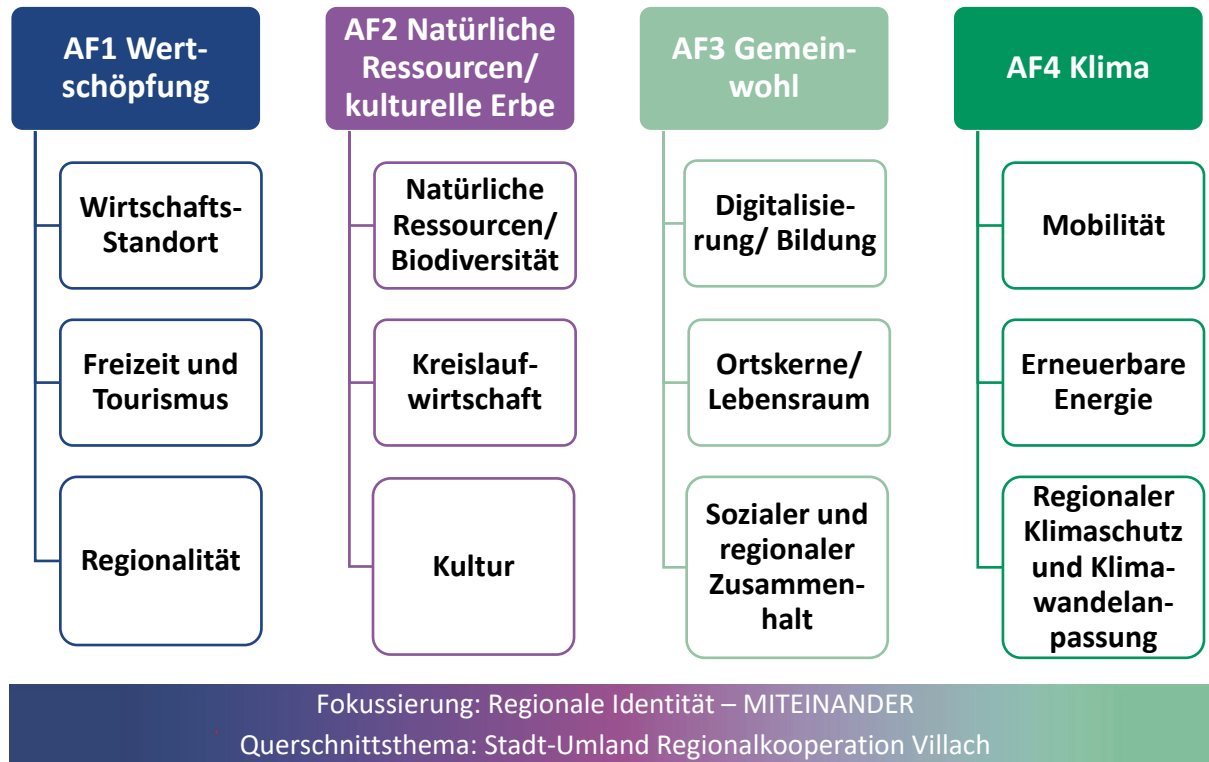 AF1 Wert-
schöpfung
Wirtschafts-
Standort
Freizeit und
Tourismus
Regionalität
AF2 Natürliche
Ressourcen/
kulturelle Erbe
Natürliche
Ressourcen/
Biodiversität
Kreislauf-
wirtschaft
Kultur
AF3 Gemein-
wohl
Digitalisie-
rung/ Bildung
Ortskerne/
Lebensraum
Sozialer und
regionaler
Zusammen-
halt
AF4 Klima
Mobilität
Erneuerbare
Energie
Regionaler
Klimaschutz
und Klima-
wandelan-
passung
Fokussierung: Regionale Identität – MITEINANDER
Querschnittsthema: Stadt-Umland Regionalkooperation Villach